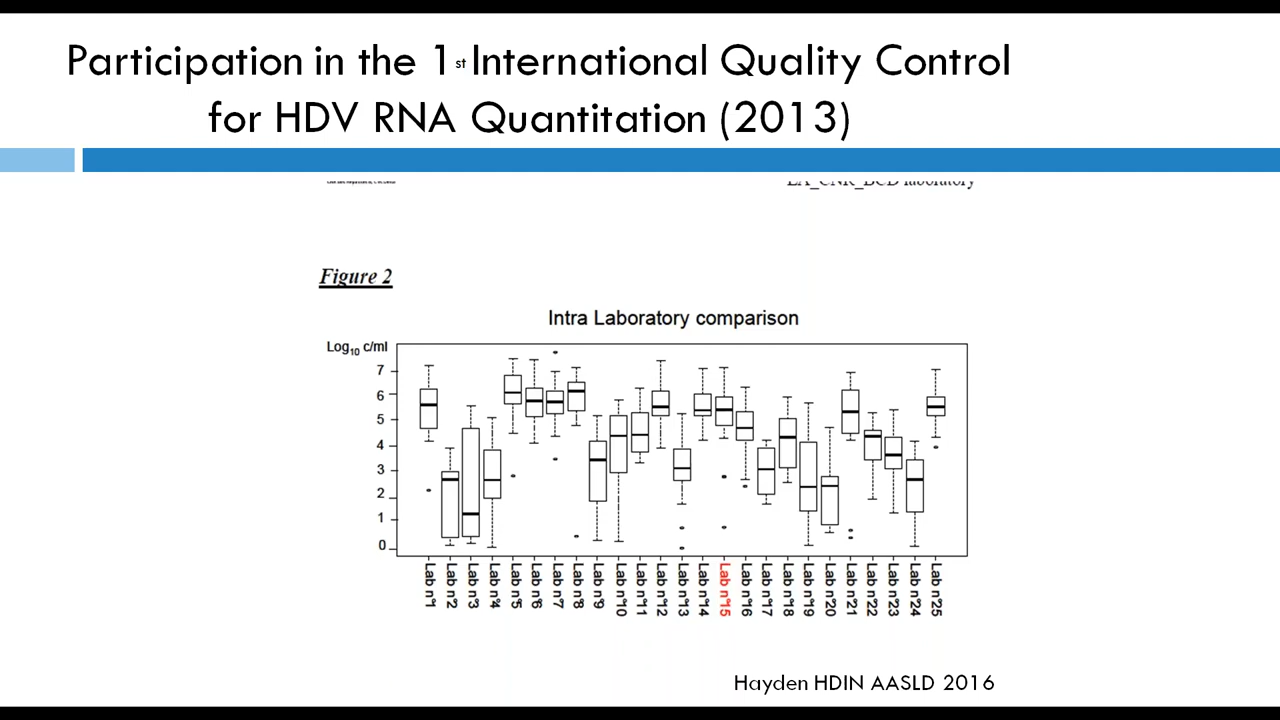 Participation in the 1st International Quality Control
for HDV RNA Quantitation (2013)
laboratory
Figure 2
Intra Laboratory comparison
Log10 c/ml
7
6
5
4
3
2
1
0
Lab n°1
Lab n°2
Lab n°3
Lab n°4
Lab n°5
Lab n°6
Lab n°7
Lab n°8
Lab n°9
Lab n°10
Lab n°11
Lab n°12
Lab n°13
Lab n°14
Lab n°15
Lab n°16
Lab n°17
Lab n°18
Lab n°19
Lab n°20
Lab n°21
Lab n°22
Lab n°23
Lab n°24
Lab n°25
Hayden HDIN AASLD 2016